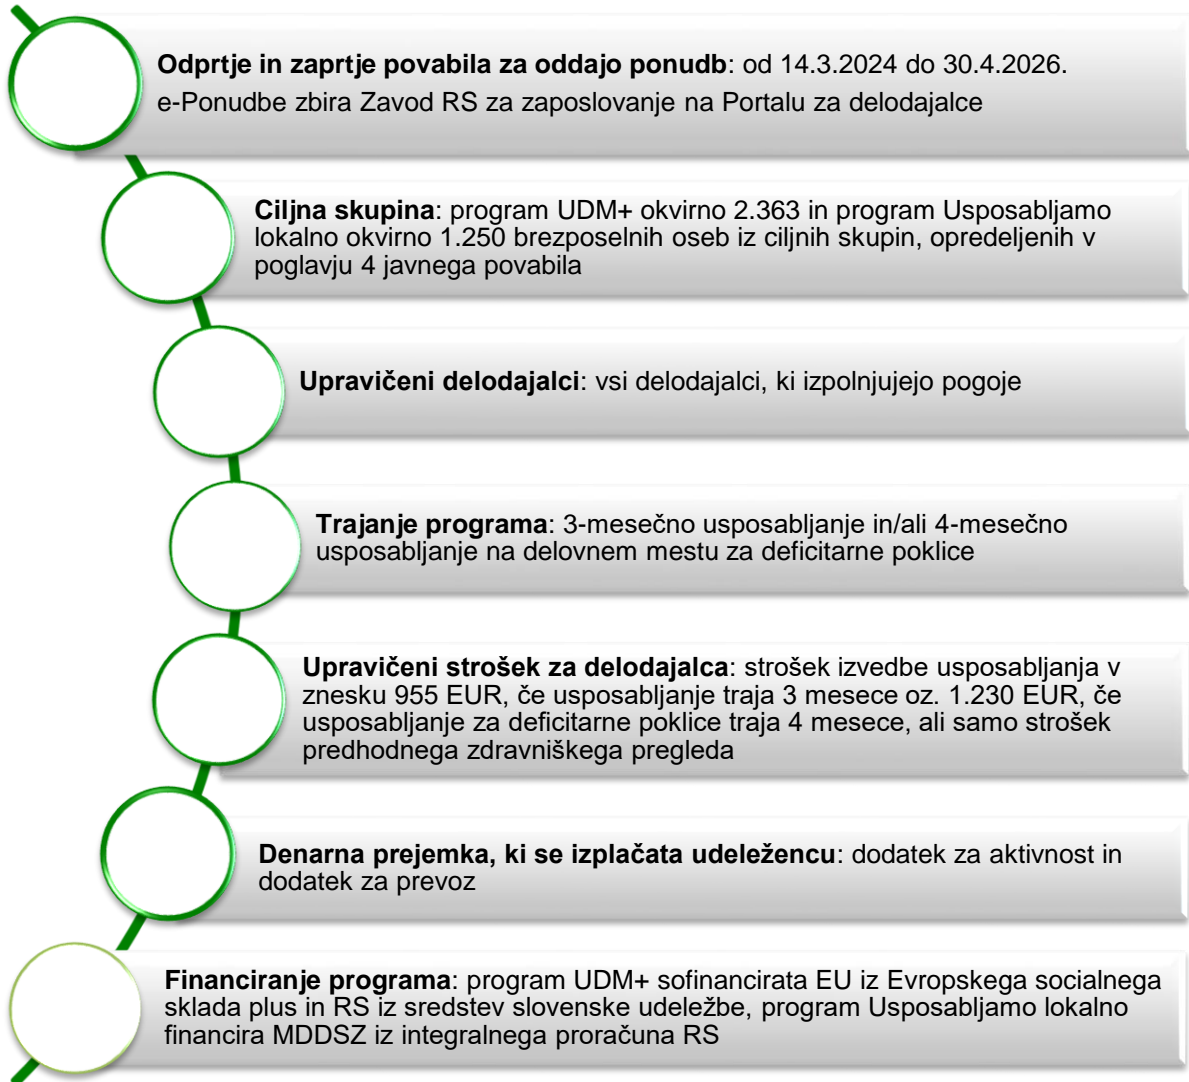 Odprtje in zaprtje povabila za oddajo ponudb: od 14.3.2024 do 30.4.2026.
e-Ponudbe zbira Zavod RS za zaposlovanje na Portalu za delodajalce
Ciljna skupina: program UDM+ okvirno 2.363 in program Usposabljamo
lokalno okvirno 1.250 brezposelnih oseb iz ciljnih skupin, opredeljenih v
poglavju 4 javnega povabila
Upravičeni delodajalci: vsi delodajalci, ki izpolnjujejo pogoje
Trajanje programa: 3-mesečno usposabljanje in/ali 4-mesečno
usposabljanje na delovnem mestu za deficitarne poklice
Upravičeni strošek za delodajalca: strošek izvedbe usposabljanja v
znesku 955 EUR, če usposabljanje traja 3 mesece oz. 1.230 EUR, če
usposabljanje za deficitarne poklice traja 4 mesece, ali samo strošek
predhodnega zdravniškega pregleda
Denarna prejemka, ki se izplačata udeležencu: dodatek za aktivnost in
dodatek za prevoz
Financiranje programa: program UDM+ sofinancirata EU iz Evropskega socialnega
sklada plus in RS iz sredstev slovenske udeležbe, program Usposabljamo lokalno
financira MDDSZ iz integralnega proračuna RS